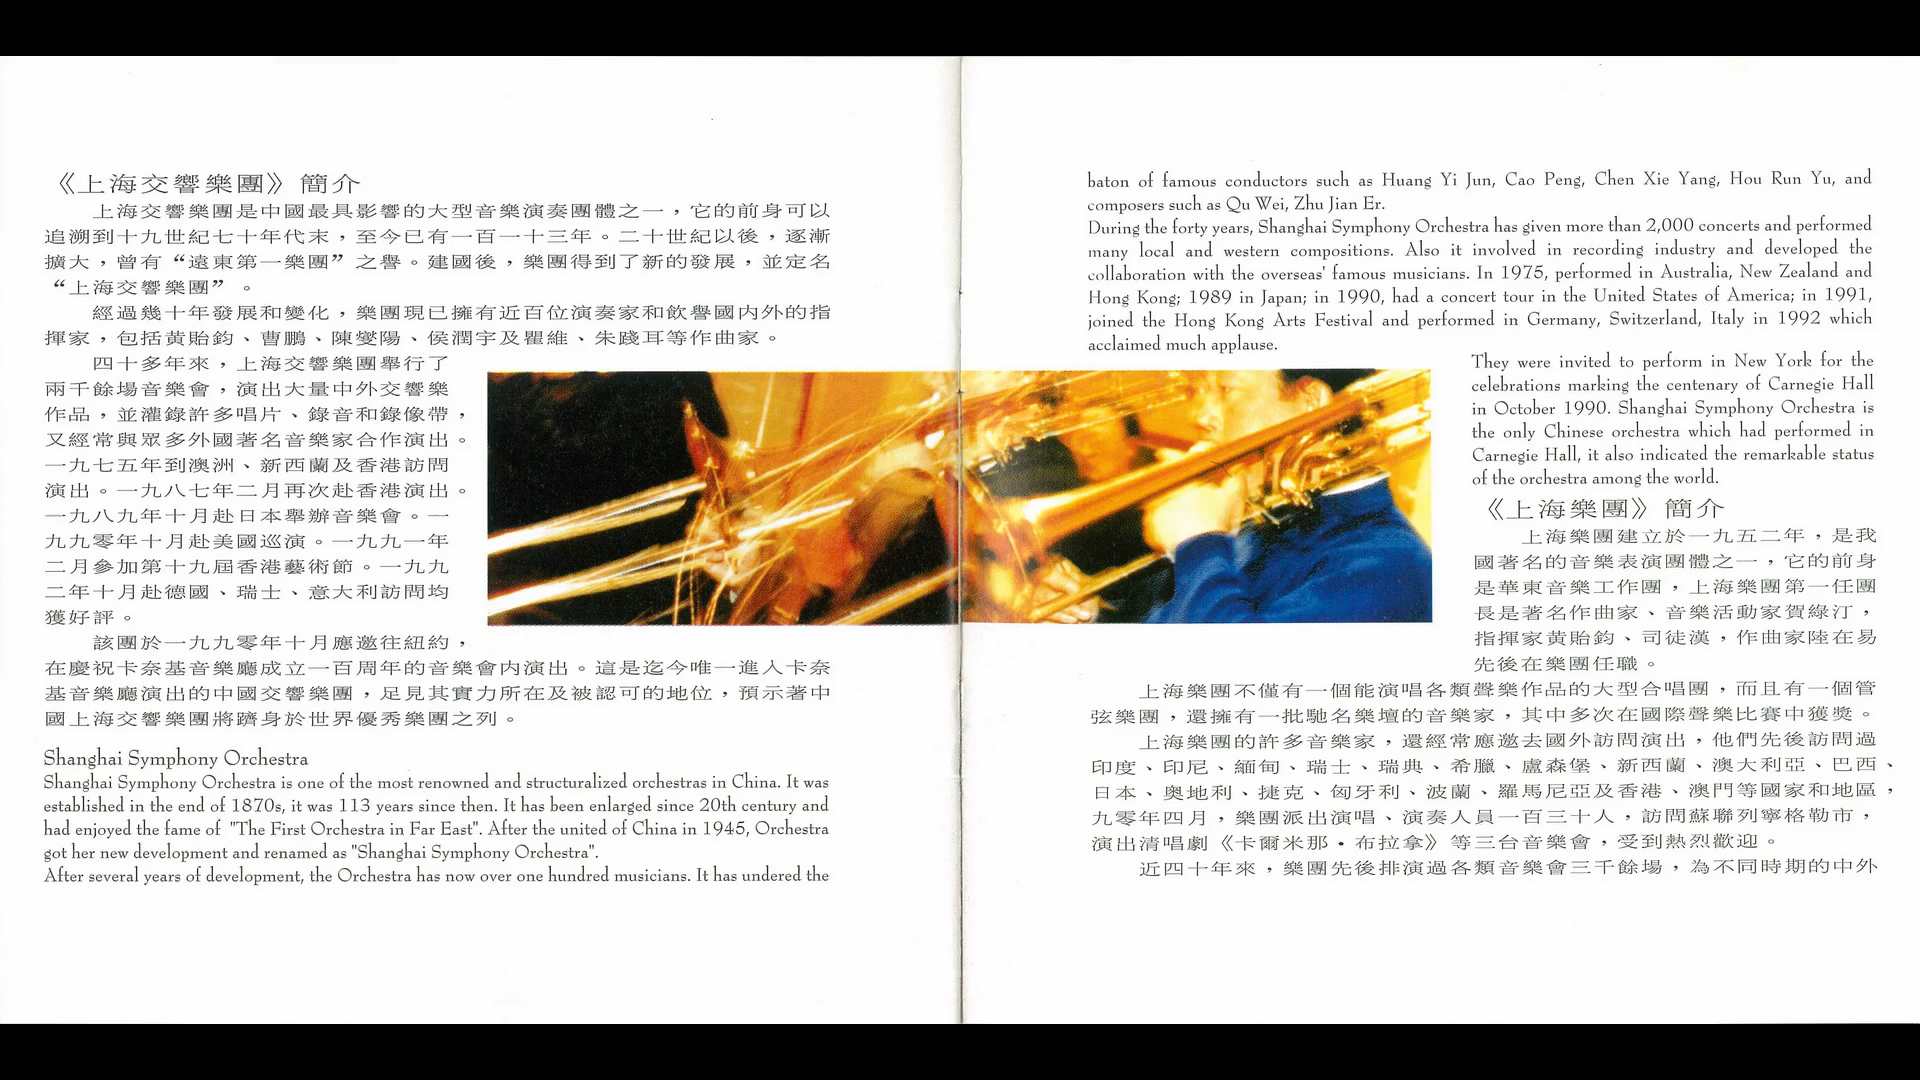 《上海交響樂團》簡介
上海交響樂團是中國最具影響的大型音樂演奏團體之一，它的前身可以
追溯到十九世紀七十年代末，至今已有一百一十三年。二十世紀以後，逐漸
擴大，曾有“遠東第一樂團”之譽。建國後，樂團得到了新的發展，並定名
“上海交響樂團”。
經過幾十年發展和變化，樂團現已擁有近百位演奏家和飲譽國内外的指
揮家，包括黃貽鈞、曹鵬、陳燮陽、侯潤宇及瞿維、朱踐耳等作曲家。
四十多年來，上海交響樂團舉行了
兩千餘場音樂會，演出大量中外交響樂
作品，並灌錄許多唱片、錄音和錄像帶，
又經常與眾多外國著名音樂家合作演出。
一九七五年到澳洲、新西蘭及香港訪問
演出。一九八七年二月再次赴香港演出。
一九八九年十月赴日本舉辦音樂會。一
九九零年十月赴美國巡演。一九九一年
二月參加第十九屆香港藝術節。一九九
二年十月赴德國、瑞士、意大利訪問均
獲好評。
該團於一九九零年十月應邀往紐約，
在慶祝卡奈基音樂廳成立一百周年的音樂會内演出。這是迄今唯一進入卡奈
基音樂廳演出的中國交響樂團，足見其實力所在及被認可的地位，預示著中
國上海交響樂團將躋身於世界優秀樂團之列。
Shanghai Symphony Orchestra
Shanghai Symphony Orchestra is one of the most renowned and structuralized orchestras in China. It was
established in the end of 1870s, it was 113 years since then. It has been enlarged since 20th century and
had enjoyed the fame of "The First Orchestra in Far East". After the united of China in 1945, Orchestra
got her new development and renamed as "Shanghai Symphony Orchestra".
After several years of development, the Orchestra has now over one hundred musicians. It has undered the
baton of famous conductors such as Huang Yi Jun, Cao Peng, Chen Xie Yang, Hou Run Yu, and
composers such as Qu Wei, Zhu Jian Er.
During the forty years, Shanghai Symphony Orchestra has given more than 2,000 concerts and performed
many local and western compositions. Also it involved in recording industry and developed the
collaboration with the overseas' famous musicians. In 1975, performed in Australia, New Zealand and
Hong Kong; 1989 in Japan; in 1990, had a concert tour in the United States of America; in 1991,
joined the Hong Kong Arts Festival and performed in Germany, Switzerland, Italy in 1992 which
acclaimed much applause.
They were invited to perform in New York for the
celebrations marking the centenary of Carnegie Hall
in October 1990. Shanghai Symphony Orchestra is
the only Chinese orchestra which had performed in
Carnegie Hall, it also indicated the remarkable status
of the orchestra among the world.
《上海樂團》簡介
上海樂團建立於一九五二年，是我
國著名的音樂表演團體之一，它的前身
是華東音樂工作團，上海樂團第一任團
長是著名作曲家、音樂活動家賀綠汀，
指揮家黃貽鈞、司徒漢，作曲家陸在易
先後在樂團任職。
上海樂團不僅有一個能演唱各類聲樂作品的大型合唱團，而且有一個管
弦樂團，還擁有一批馳名樂壇的音樂家，其中多次在國際聲樂比賽中獲獎。
上海樂團的許多音樂家，還經常應邀去國外訪問演出，他們先後訪問過
印度、印尼、緬甸、瑞士、瑞典、希臘、盧森堡、新西蘭、澳大利亞、巴西、
日本、奧地利、捷克、匈牙利、波蘭、羅馬尼亞及香港、澳門等國家和地區，
九零年四月，樂團派出演唱、演奏人員一百三十人，訪問蘇聯列寧格勒市，
演出清唱劇《卡爾米那·布拉拿》等三台音樂會，受到熱烈歡迎。
近四十年來，樂團先後排演過各類音樂會三千餘場，為不同時期的中外